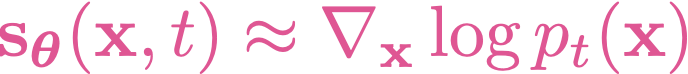 s_θ(x, t) ≈ ∇_x log p_t(x)